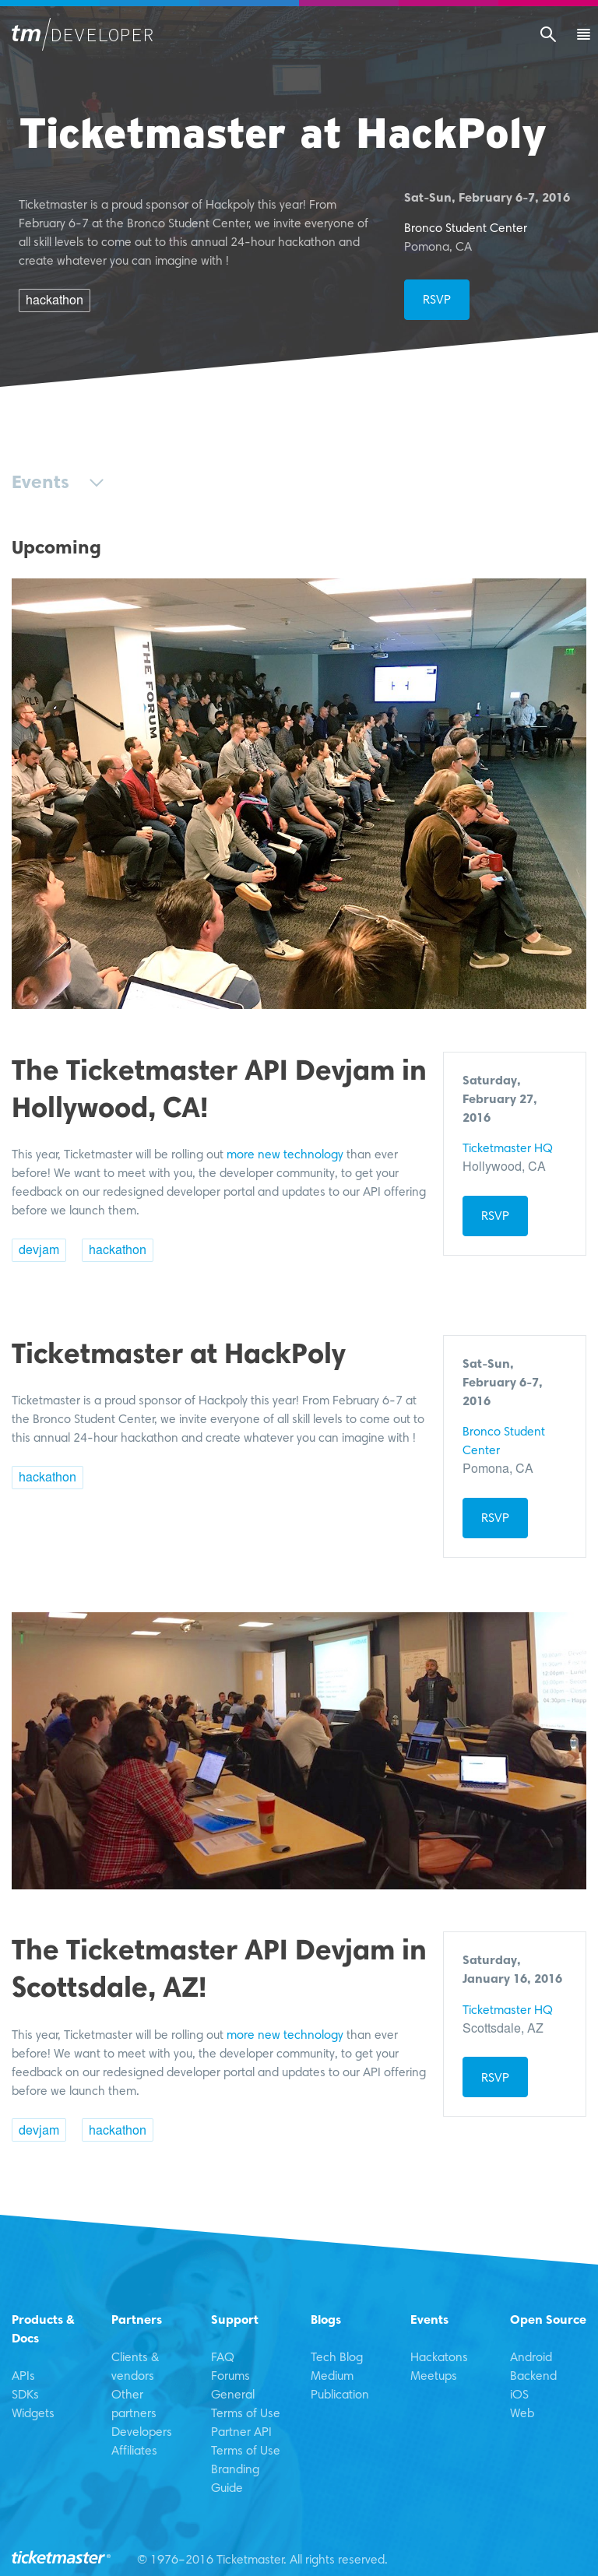 tm/DEVELOPER
Ticketmaster at HackPoly
Ticketmaster is a proud sponsor of Hackpoly this year! From
February 6-7 at the Bronco Student Center, we invite everyone of
all skill levels to come out to this annual 24-hour hackathon and
create whatever you can imagine with !
hackathon
Sat-Sun, February 6-7, 2016
Bronco Student Center
Pomona, CA
RSVP
Events
Upcoming
THE FORUM
The Ticketmaster API Devjam in
Hollywood, CA!
This year, Ticketmaster will be rolling out more new technology than ever
before! We want to meet with you, the developer community, to get your
feedback on our redesigned developer portal and updates to our API offering
before we launch them.
devjam
hackathon
Saturday,
February 27,
2016
Ticketmaster HQ
Hollywood, CA
RSVP
Ticketmaster at HackPoly
Ticketmaster is a proud sponsor of Hackpoly this year! From February 6-7 at
the Bronco Student Center, we invite everyone of all skill levels to come out to
this annual 24-hour hackathon and create whatever you can imagine with !
hackathon
Sat-Sun,
February 6-7,
2016
Bronco Student
Center
Pomona, CA
RSVP
The Ticketmaster API Devjam in
Scottsdale, AZ!
This year, Ticketmaster will be rolling out more new technology than ever
before! We want to meet with you, the developer community, to get your
feedback on our redesigned developer portal and updates to our API offering
before we launch them.
devjam
hackathon
Saturday,
January 16, 2016
Ticketmaster HQ
Scottsdale, AZ
RSVP
Products &
Docs
APIs
SDKs
Widgets
Partners
Clients &
vendors
Other
partners
Developers
Affiliates
Support
FAQ
Forums
General
Terms of Use
Partner API
Terms of Use
Branding
Guide
Blogs
Tech Blog
Medium
Publication
Events
Hackatons
Meetups
Open Source
Android
Backend
iOS
Web
ticketmaster®
© 1976-2016 Ticketmaster. All rights reserved.